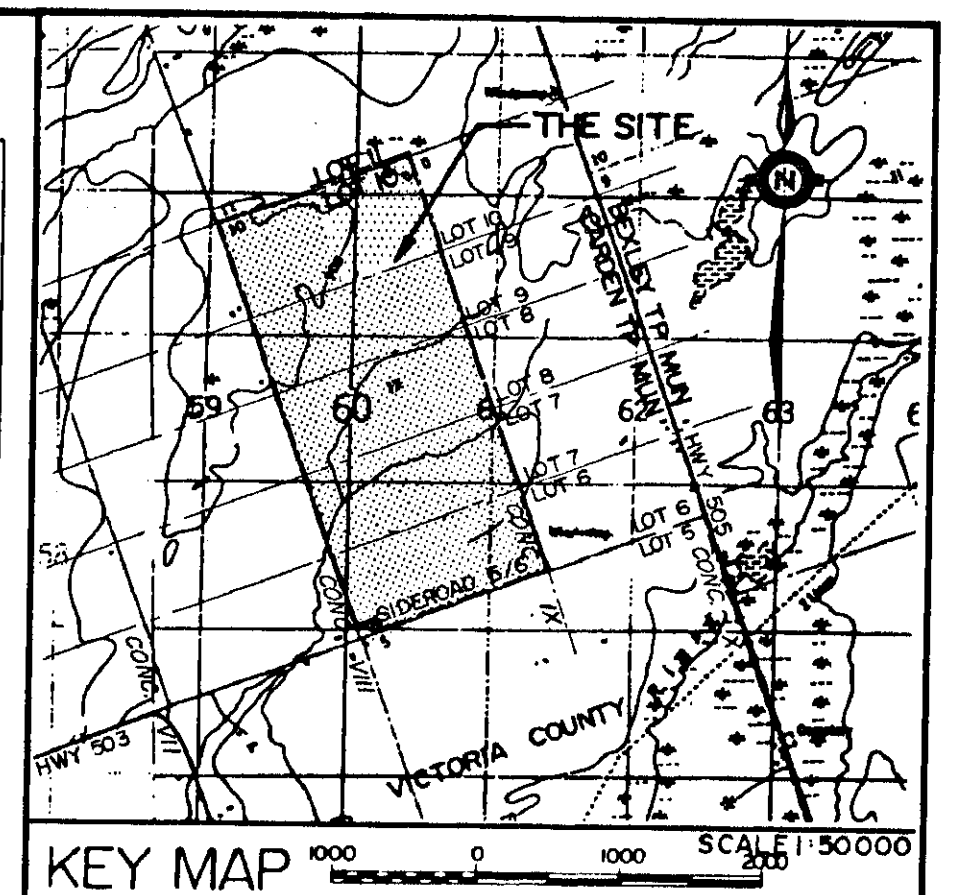 THE SITE
N
LOT 11
LOT 10
LOT 10
LOT 9
LOT 9
LOT 8
LOT 8
LOT 7
LOT 7
LOT 6
LOT 6
LOT 5
BEXLEY TP. MUN.
CARDEN TP. MUN.
HWY 505
59
60
62
63
IX
SIDEROAD 5/6
CONC. VII
CONC. VIII
CONC. IX
CONC. X
HWY 503
VICTORIA COUNTY
KEY MAP
1000 0 1000 2000
SCALE 1:50000